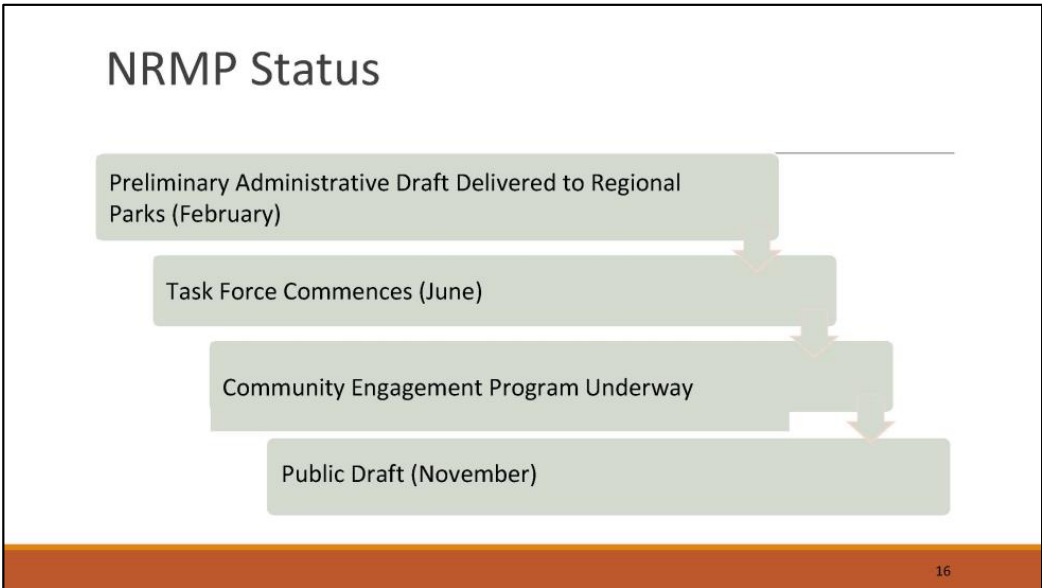 NRMP Status
Preliminary Administrative Draft Delivered to Regional
Parks (February)
Task Force Commences (June)
Community Engagement Program Underway
Public Draft (November)
16